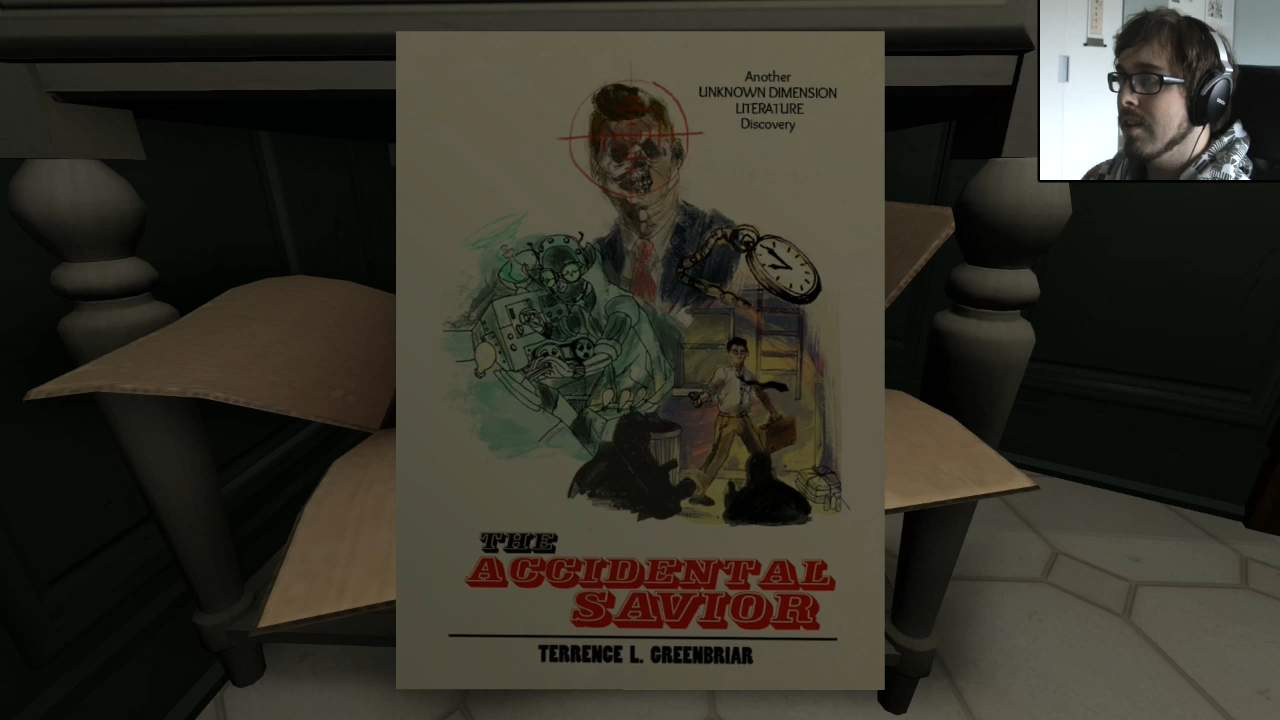 Another
UNKNOWN DIMENSION
LITERATURE
Discovery
THE
ACCIDENTAL
SAVIOR
TERRENCE L. GREENBRIAR